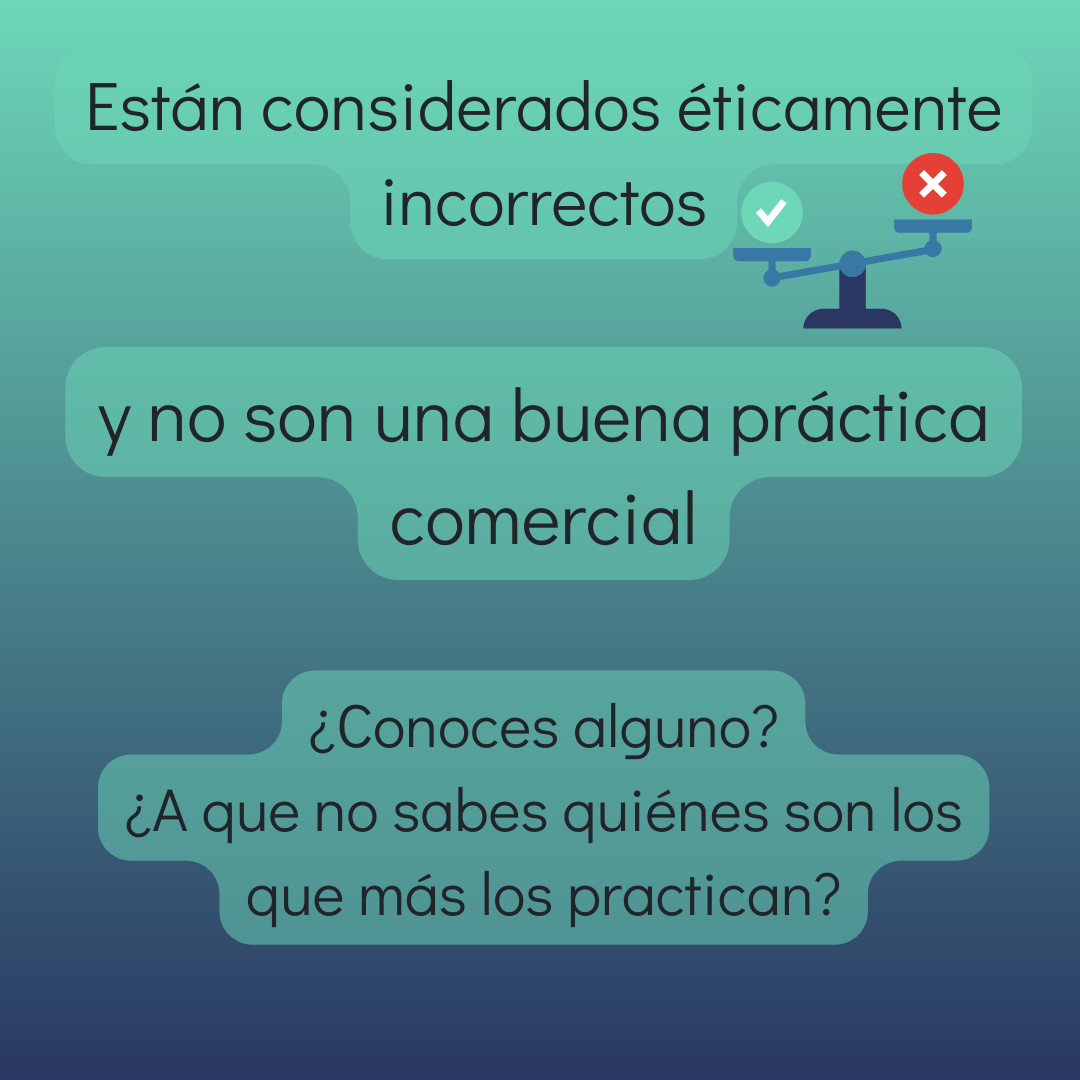 Están considerados éticamente
incorrectos
y no son una buena práctica
comercial
¿Conoces alguno?
¿A que no sabes quiénes son los
que más los practican?